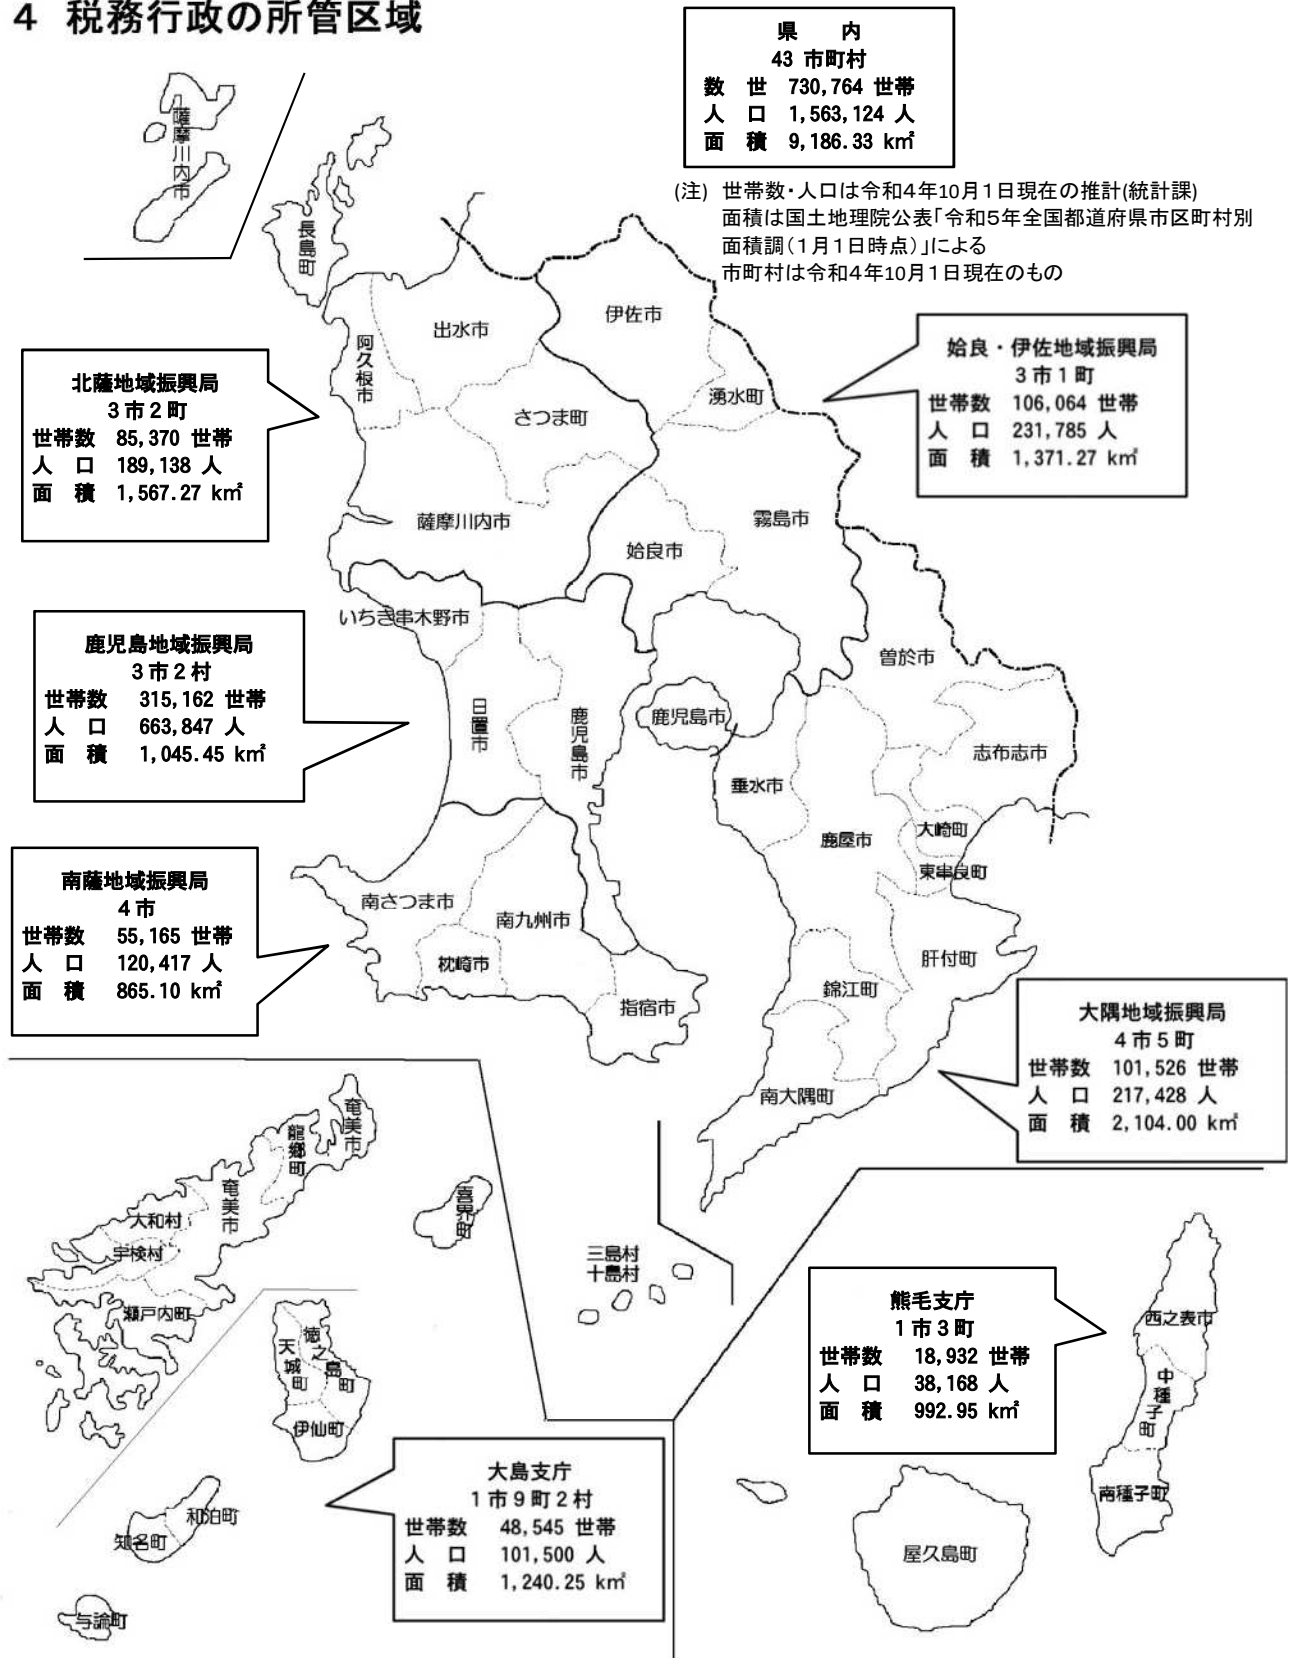 4 税務行政の所管区域
県 内
43 市町村
数 世 730,764 世帯
人 口 1,563,124 人
面 積 9,186.33 k㎡
(注) 世帯数・人口は令和4年10月1日現在の推計(統計課)
面積は国土地理院公表「令和5年全国都道府県市区町村別
面積調(1月1日時点)」による
市町村は令和4年10月1日現在のもの
薩摩川内市
長島町
阿久根市
出水市
伊佐市
湧水町
さつま町
薩摩川内市
姶良市
霧島市
北薩地域振興局
3市2町
世帯数 85,370 世帯
人 口 189,138 人
面 積 1,567.27 k㎡
姶良・伊佐地域振興局
3市1町
世帯数 106,064 世帯
人 口 231,785 人
面 積 1,371.27 k㎡
いちき串木野市
日置市
鹿児島市
鹿児島市
曽於市
志布志市
垂水市
鹿屋市
大崎町
東串良町
鹿児島地域振興局
3市2村
世帯数 315,162 世帯
人 口 663,847 人
面 積 1,045.45 k㎡
南薩地域振興局
4市
世帯数 55,165 世帯
人 口 120,417 人
面 積 865.10 k㎡
南さつま市
南九州市
枕崎市
指宿市
肝付町
錦江町
南大隅町
大隅地域振興局
4市5町
世帯数 101,526 世帯
人 口 217,428 人
面 積 2,104.00 k㎡
奄美市
龍郷町
奄美市
大和村
宇検村
瀬戸内町
喜界町
三島村
十島村
徳之島町
天城町
伊仙町
和泊町
知名町
与論町
大島支庁
1市9町2村
世帯数 48,545 世帯
人 口 101,500 人
面 積 1,240.25 k㎡
熊毛支庁
1市3町
世帯数 18,932 世帯
人 口 38,168 人
面 積 992.95 k㎡
西之表市
中種子町
南種子町
屋久島町